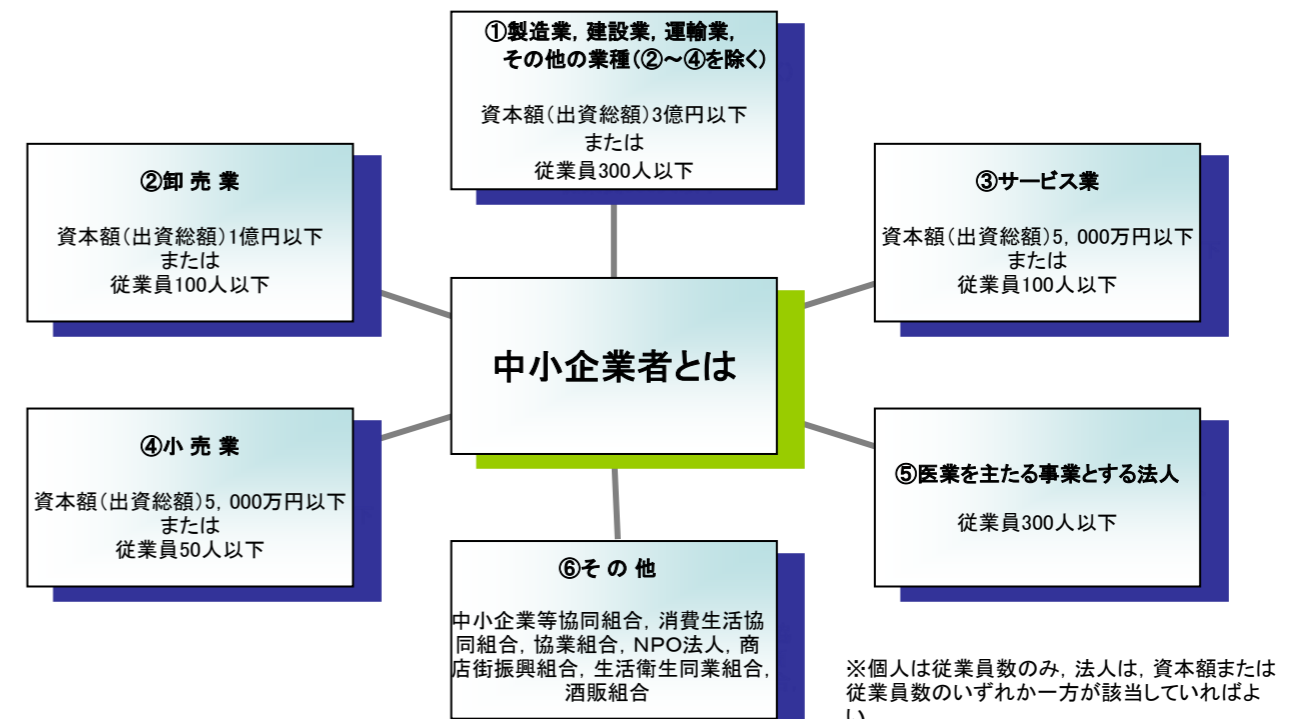 ①製造業, 建設業, 運輸業,
その他の業種(②~④を除く)
資本額(出資総額)3億円以下
または
従業員300人以下
②卸 売 業
資本額(出資総額)1億円以下
または
従業員100人以下
③サービス業
資本額(出資総額)5, 000万円以下
または
従業員100人以下
中小企業者とは
④小 売 業
資本額(出資総額)5, 000万円以下
または
従業員50人以下
⑤医業を主たる事業とする法人
従業員300人以下
⑥そ の 他
中小企業等協同組合, 消費生活協
同組合, 協業組合, NPO法人, 商
店街振興組合, 生活衛生同業組合,
酒販組合
※個人は従業員数のみ, 法人は, 資本額または
従業員数のいずれか一方が該当していればよ
い